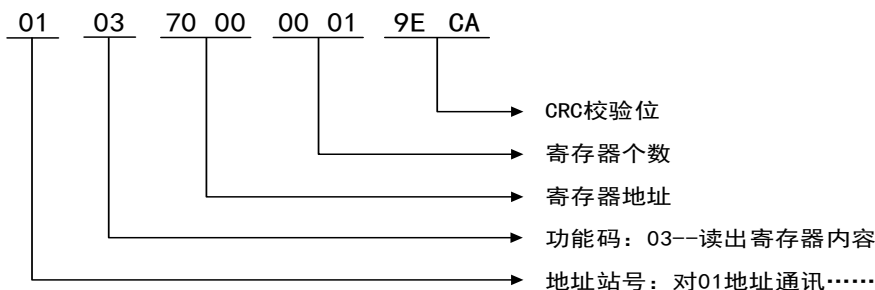 01 03 70 00 00 01 9E CA
CRC校验位
寄存器个数
寄存器地址
功能码：03--读出寄存器内容
地址站号：对01地址通讯……